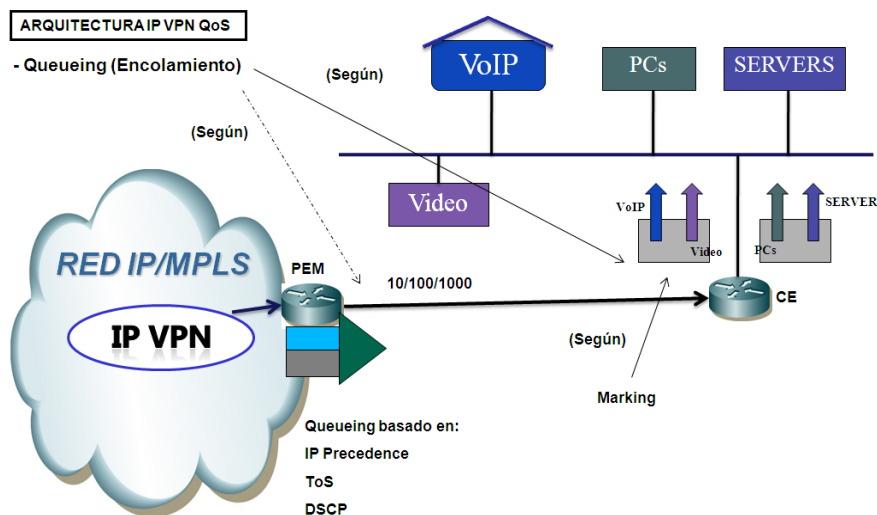 ARQUITECTURA IP VPN QoS
- Queueing (Encolamiento)
(Según)
(Según)
VoIP
PCs
SERVERS
Video
VoIP
Video
PCs
SERVER
RED IP/MPLS
PEM
10/100/1000
CE
IP VPN
(Según)
Marking
Queueing basado en:
IP Precedence
ToS
DSCP